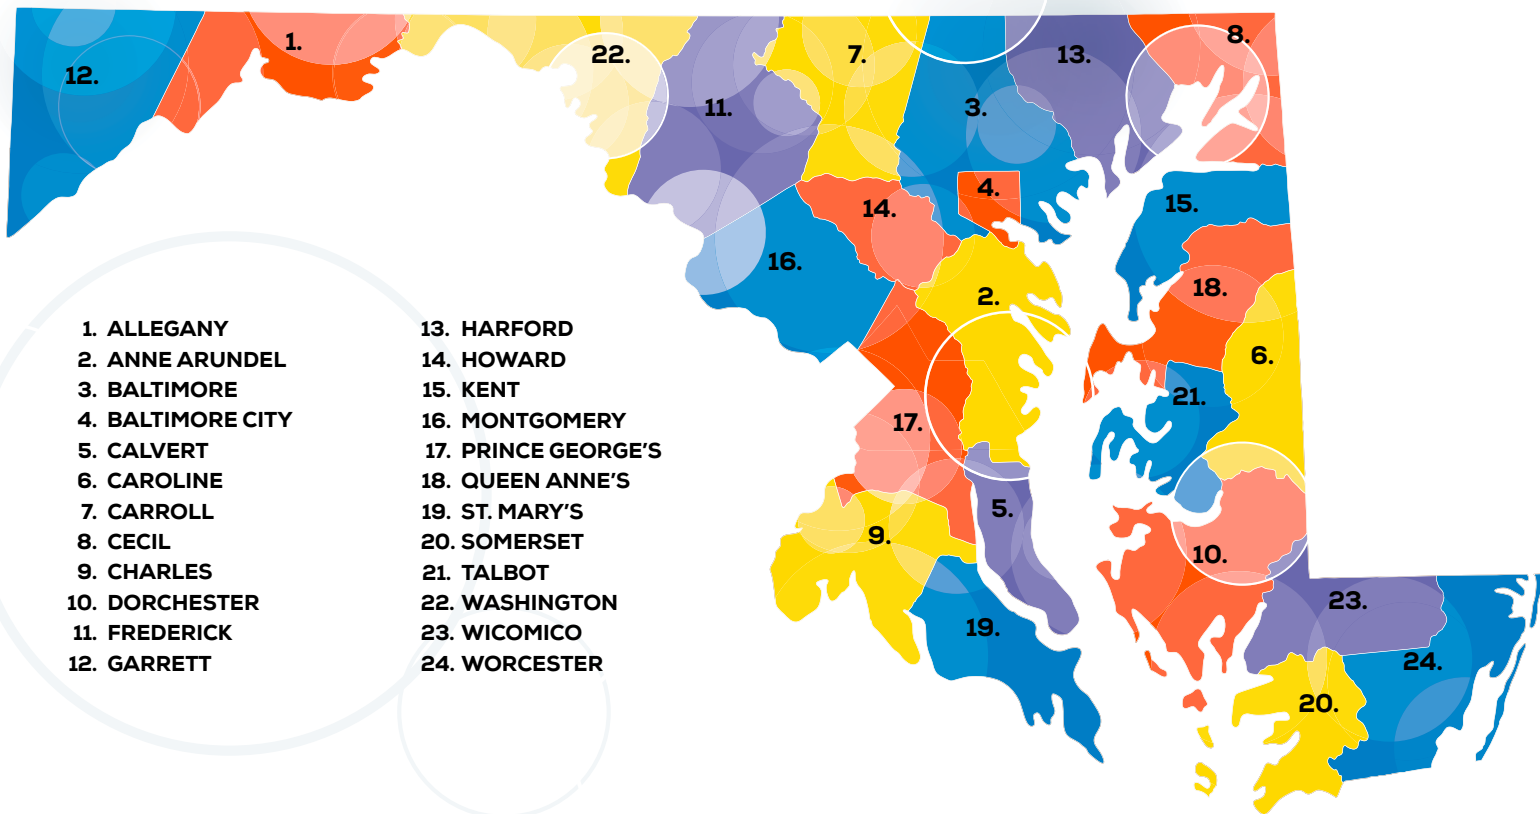 12.
1.
22.
11.
7.
3.
13.
8.
4.
14.
15.
16.
2.
18.
6.
21.
17.
5.
9.
10.
19.
23.
24.
20.
1. ALLEGANY
2. ANNE ARUNDEL
3. BALTIMORE
4. BALTIMORE CITY
5. CALVERT
6. CAROLINE
7. CARROLL
8. CECIL
9. CHARLES
10. DORCHESTER
11. FREDERICK
12. GARRETT
13. HARFORD
14. HOWARD
15. KENT
16. MONTGOMERY
17. PRINCE GEORGE’S
18. QUEEN ANNE’S
19. ST. MARY’S
20. SOMERSET
21. TALBOT
22. WASHINGTON
23. WICOMICO
24. WORCESTER